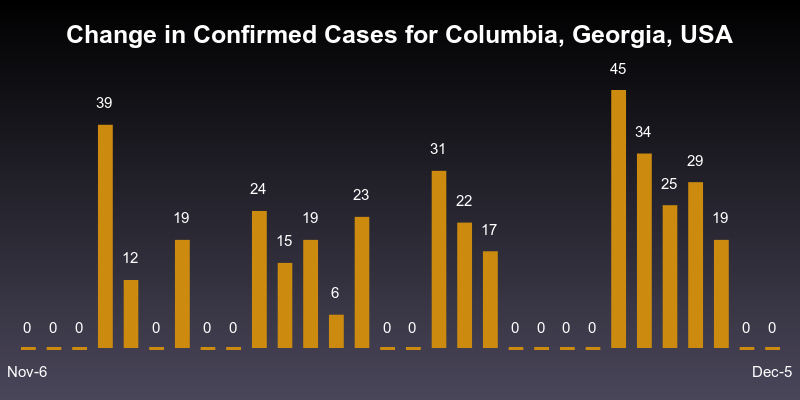 Change in Confirmed Cases for Columbia, Georgia, USA
0 0 0 39 12 0 19 0 0 24 15 19 6 23 0 0 31 22 17 0 0 0 0 45 34 25 29 19 0 0
Nov-6 Dec-5